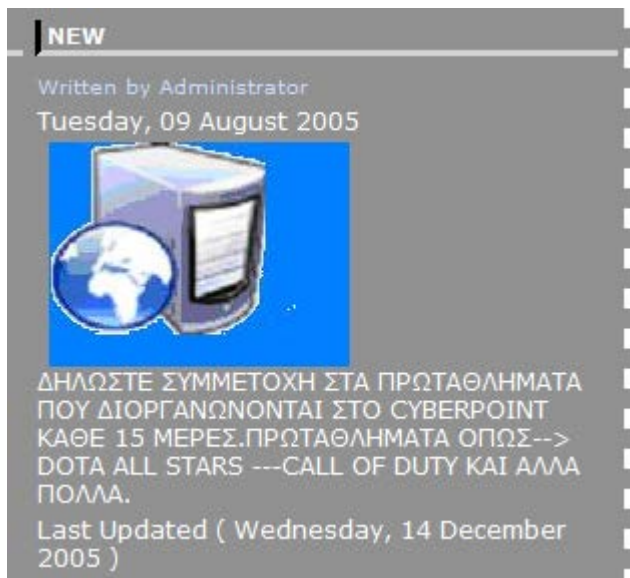 NEW
Written by Administrator
Tuesday, 09 August 2005
ΔΗΛΩΣΤΕ ΣΥΜΜΕΤΟΧΗ ΣΤΑ ΠΡΩΤΑΘΛΗΜΑΤΑ
ΠΟΥ ΔΙΟΡΓΑΝΩΝΟΝΤΑΙ ΣΤΟ CYBERPOINT
ΚΑΘΕ 15 ΜΕΡΕΣ.ΠΡΩΤΑΘΛΗΜΑΤΑ ΟΠΩΣ-->
DOTA ALL STARS ---CALL OF DUTY ΚΑΙ ΑΛΛΑ
ΠΟΛΛΑ.
Last Updated ( Wednesday, 14 December
2005 )